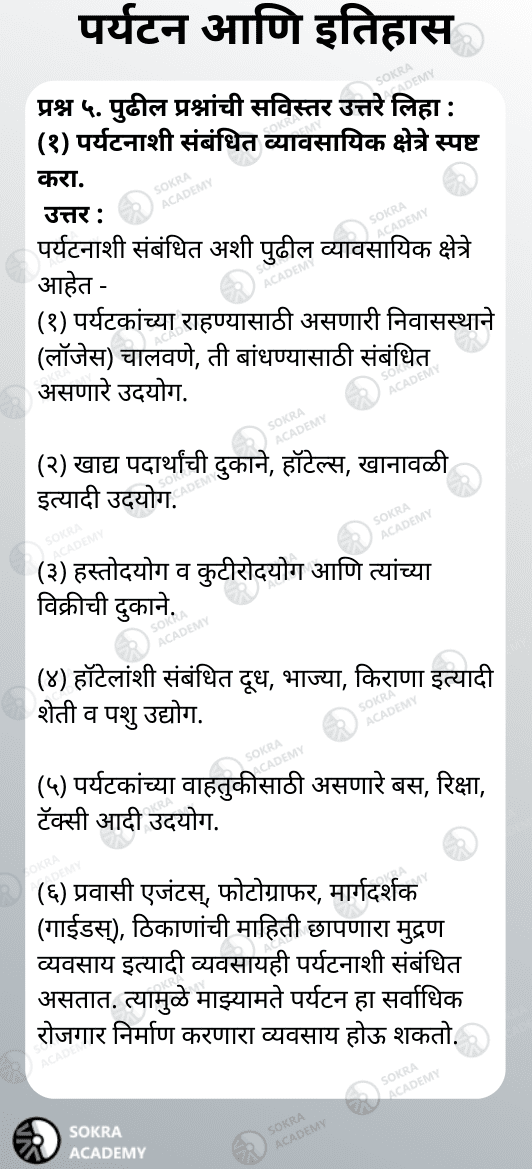 पर्यटन आणि इतिहास
प्रश्न ५. पुढील प्रश्नांची सविस्तर उत्तरे लिहा :
(१) पर्यटनाशी संबंधित व्यावसायिक क्षेत्रे स्पष्ट
करा.
उत्तर :
पर्यटनाशी संबंधित अशी पुढील व्यावसायिक क्षेत्रे
आहेत -
(१) पर्यटकांच्या राहण्यासाठी असणारी निवासस्थाने
(लॉजेस) चालवणे, ती बांधण्यासाठी संबंधित
असणारे उदयोग.
(२) खाद्य पदार्थांची दुकाने, हॉटेल्स, खानावळी
इत्यादी उदयोग.
(३) हस्तोदयोग व कुटीरोदयोग आणि त्यांच्या
विक्रीची दुकाने.
(४) हॉटेलांशी संबंधित दूध, भाज्या, किराणा इत्यादी
शेती व पशु उद्योग.
(५) पर्यटकांच्या वाहतुकीसाठी असणारे बस, रिक्षा,
टॅक्सी आदी उदयोग.
(६) प्रवासी एजंटस्, फोटोग्राफर, मार्गदर्शक
(गाईडस्), ठिकाणांची माहिती छापणारा मुद्रण
व्यवसाय इत्यादी व्यवसायही पर्यटनाशी संबंधित
असतात. त्यामुळे माझ्यामते पर्यटन हा सर्वाधिक
रोजगार निर्माण करणारा व्यवसाय होऊ शकतो.
SOKRA
ACADEMY